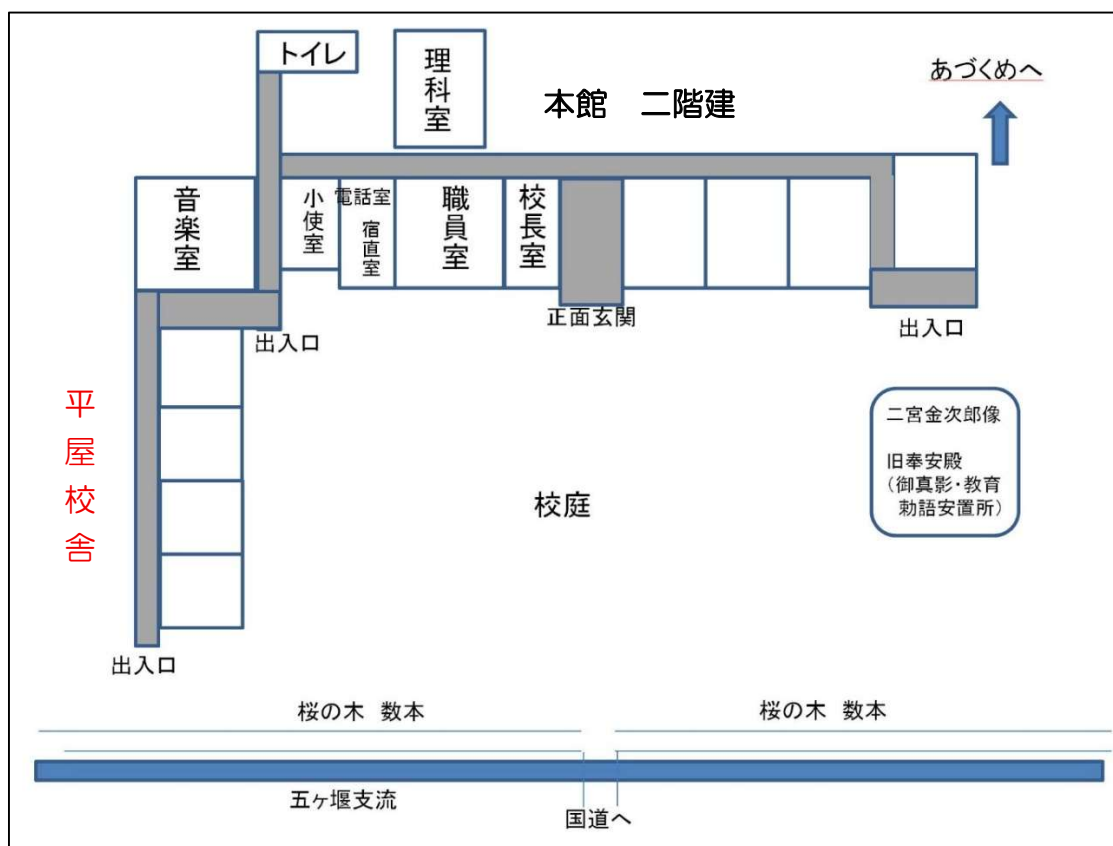 トイレ
理科室
本館　二階建
あづくめへ
音楽室
小使室
電話室
宿直室
職員室
校長室
正面玄関
出入口
出入口
平屋校舎
二宮金次郎像
旧奉安殿
（御真影・教育
勅語安置所）
校庭
出入口
桜の木　数本
桜の木　数本
五ヶ堰支流
国道へ